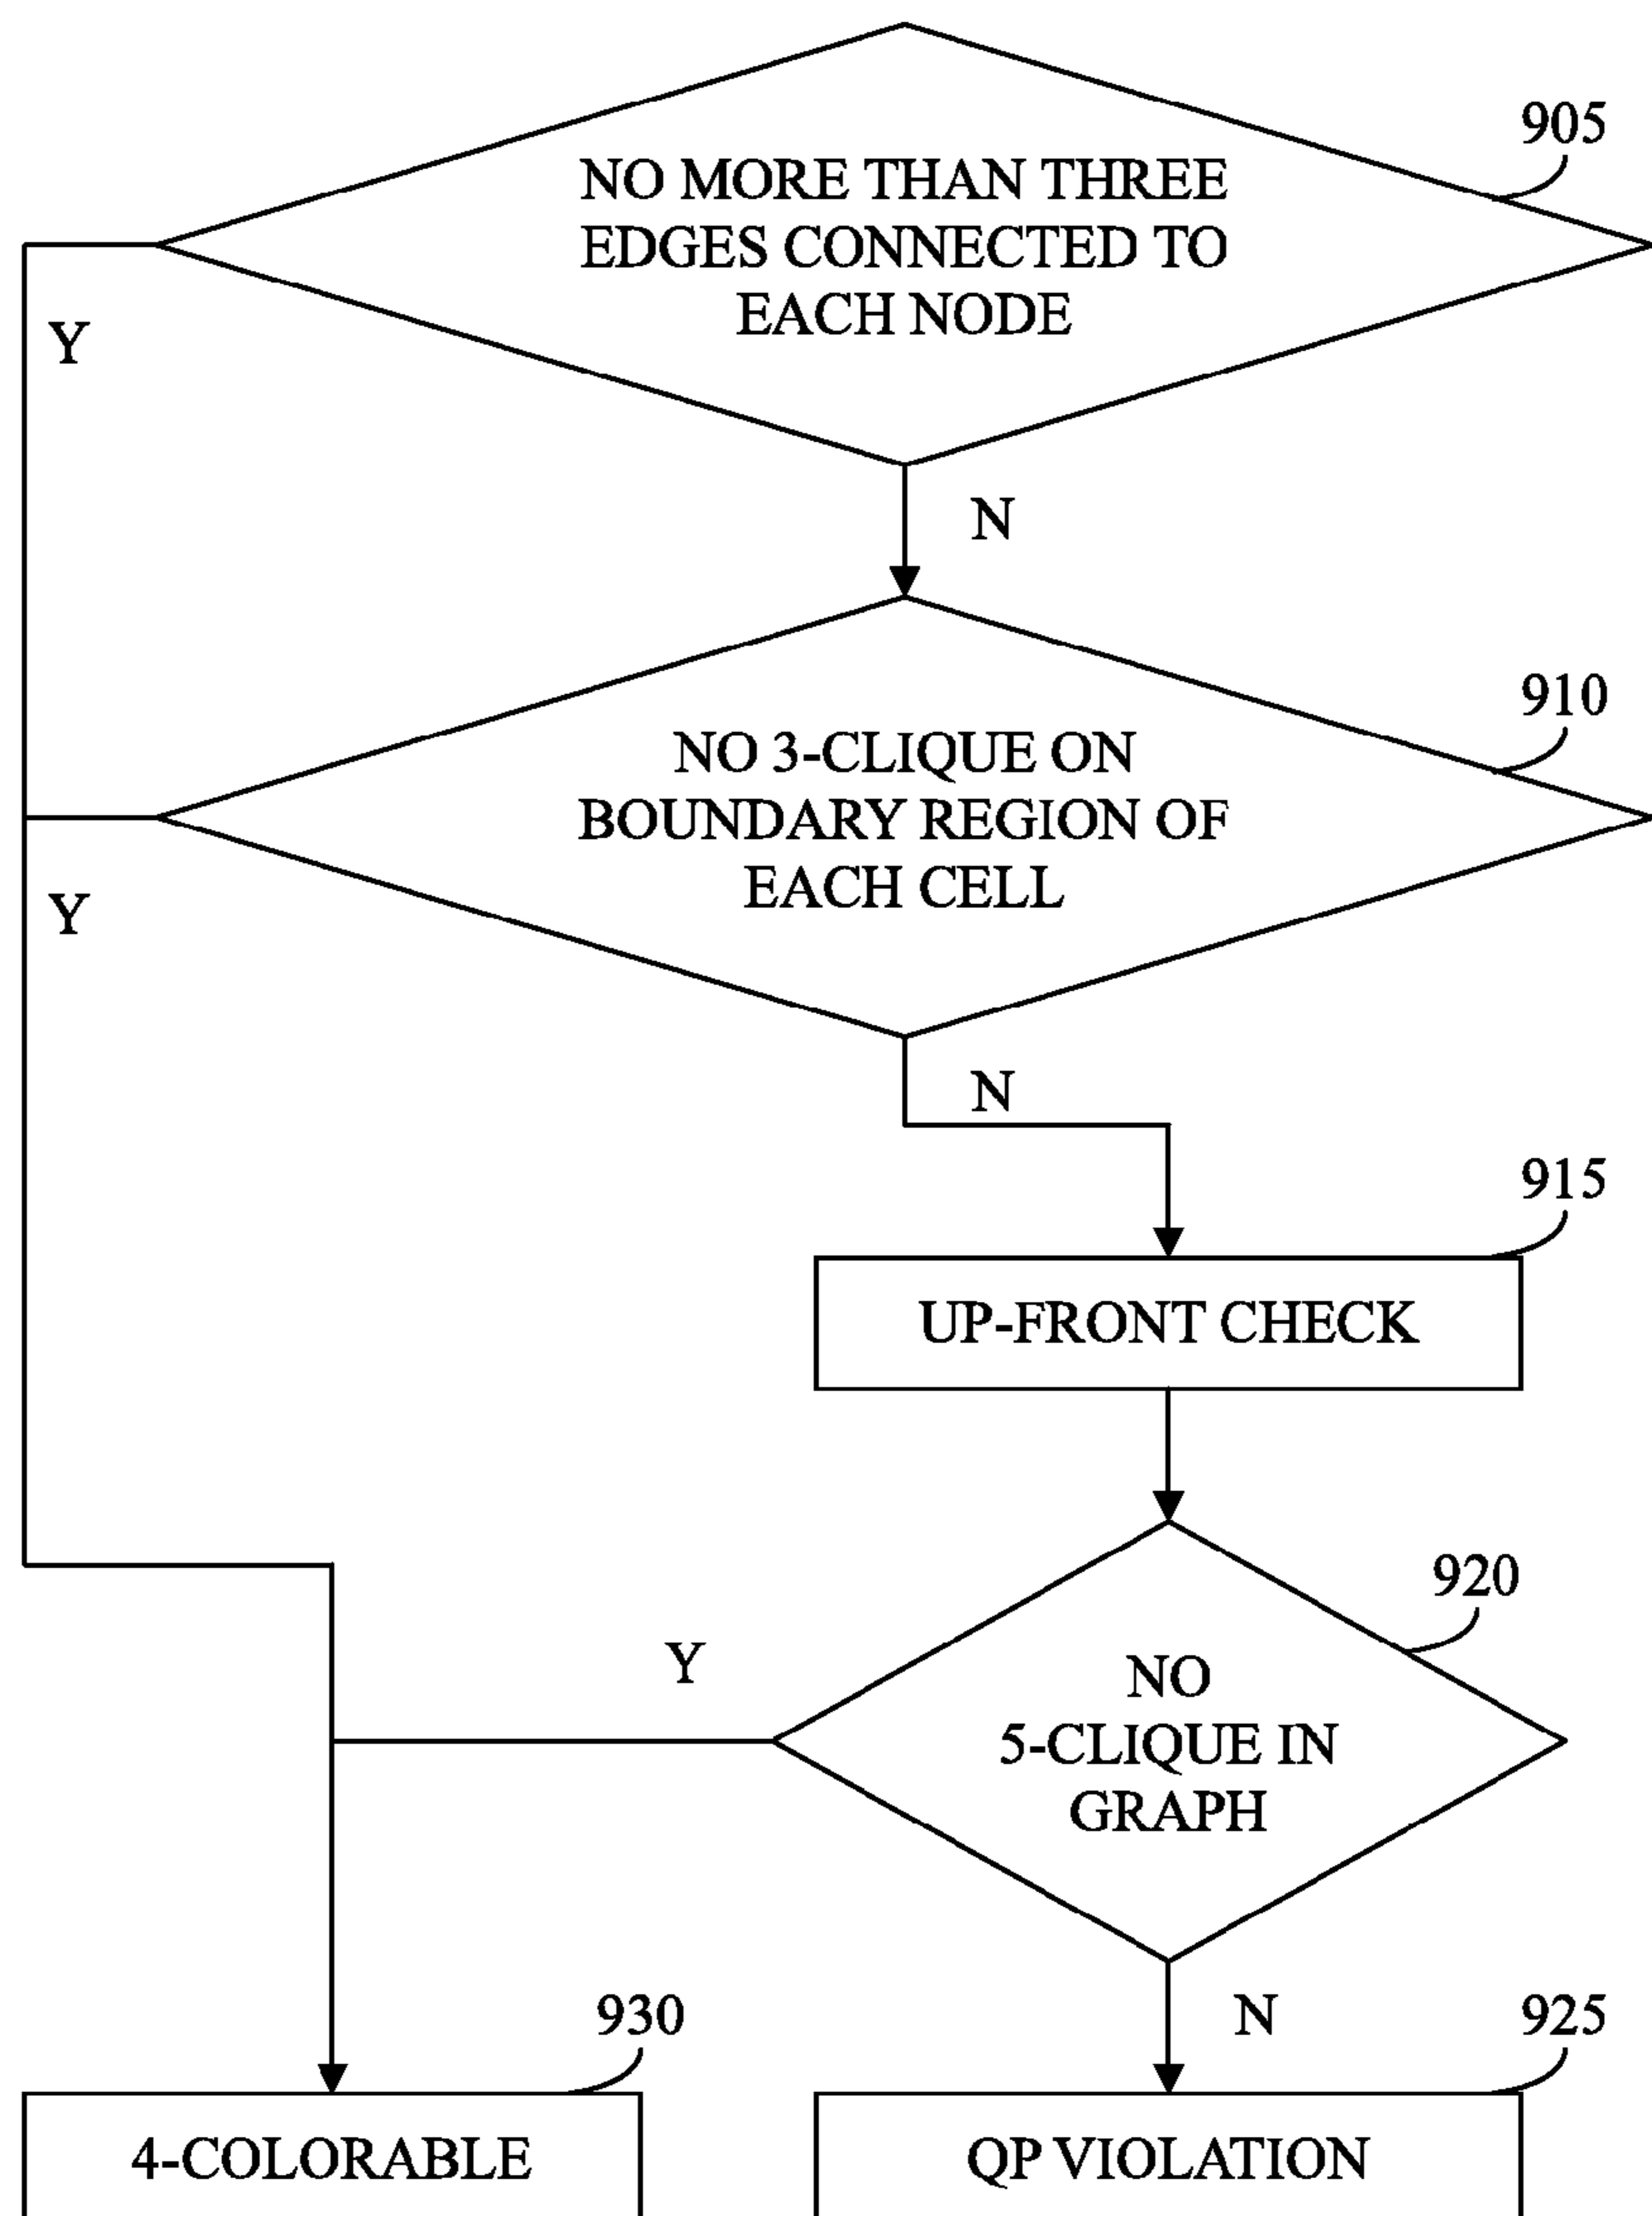 905
NO MORE THAN THREE
EDGES CONNECTED TO
EACH NODE
Y
N
910
NO 3-CLIQUE ON
BOUNDARY REGION OF
EACH CELL
Y
N
915
UP-FRONT CHECK
920
Y
NO
5-CLIQUE IN
GRAPH
N
930
925
4-COLORABLE
QP VIOLATION